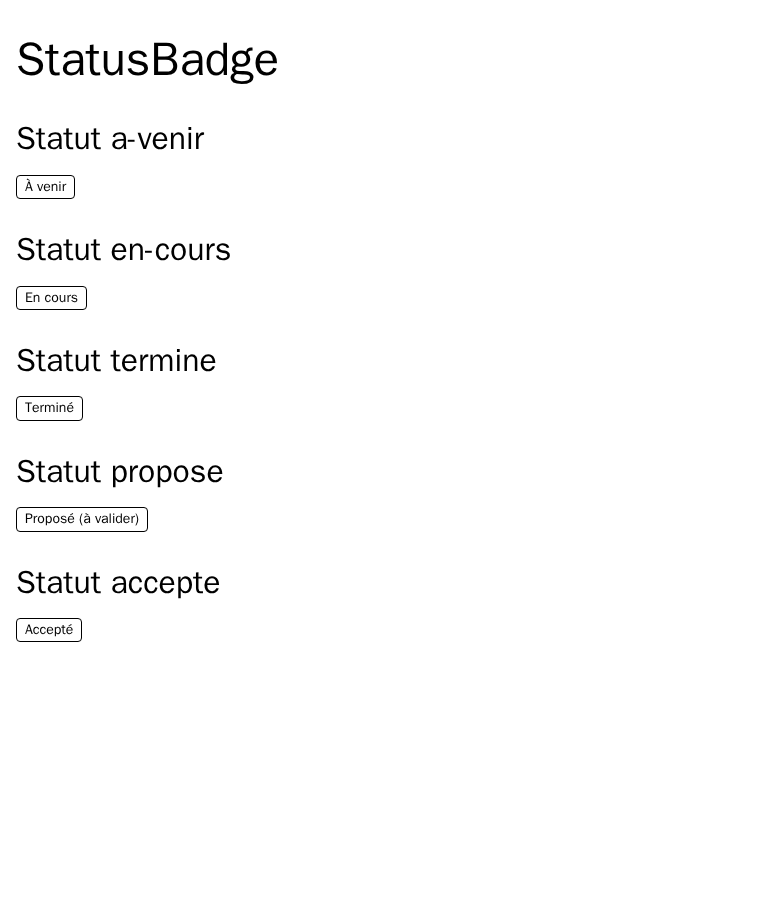 StatusBadge
Statut a-venir
À venir
Statut en-cours
En cours
Statut termine
Terminé
Statut propose
Proposé (à valider)
Statut accepte
Accepté